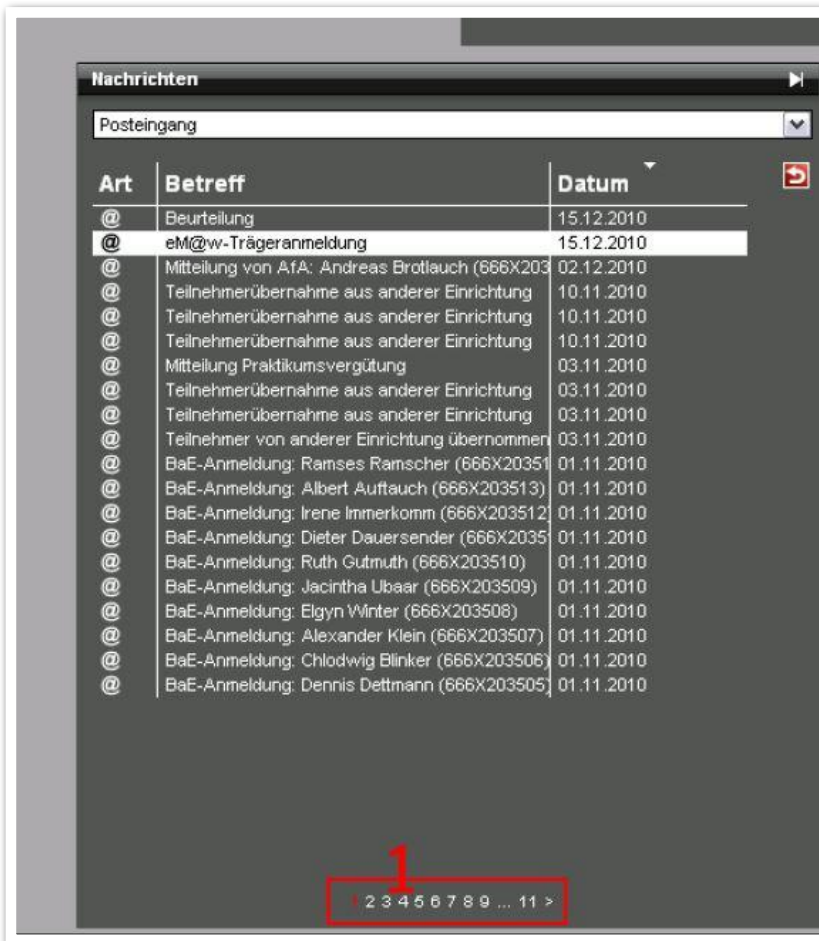 Nachrichten
Posteingang
Art Betreff Datum
@ Beurteilung 15.12.2010
@ eM@w-Trägeranmeldung 15.12.2010
@ Mitteilung von AfA: Andreas Brotlauch (666X203 02.12.2010
@ Teilnehmerübernahme aus anderer Einrichtung 10.11.2010
@ Teilnehmerübernahme aus anderer Einrichtung 10.11.2010
@ Teilnehmerübernahme aus anderer Einrichtung 10.11.2010
@ Mitteilung Praktikumsvergütung 03.11.2010
@ Teilnehmerübernahme aus anderer Einrichtung 03.11.2010
@ Teilnehmerübernahme aus anderer Einrichtung 03.11.2010
@ Teilnehmer von anderer Einrichtung übernommen 03.11.2010
@ BaE-Anmeldung: Ramses Ramscher (666X20351 01.11.2010
@ BaE-Anmeldung: Albert Auftauch (666X203513) 01.11.2010
@ BaE-Anmeldung: Irene Immerkomm (666X203512) 01.11.2010
@ BaE-Anmeldung: Dieter Dauersender (666X2035 01.11.2010
@ BaE-Anmeldung: Ruth Gutmuth (666X203510) 01.11.2010
@ BaE-Anmeldung: Jacintha Ubaar (666X203509) 01.11.2010
@ BaE-Anmeldung: Elgyn Winter (666X203508) 01.11.2010
@ BaE-Anmeldung: Alexander Klein (666X203507) 01.11.2010
@ BaE-Anmeldung: Chlodwig Blinker (666X203506) 01.11.2010
@ BaE-Anmeldung: Dennis Dettmann (666X203505) 01.11.2010
1
1 2 3 4 5 6 7 8 9 ... 11 >